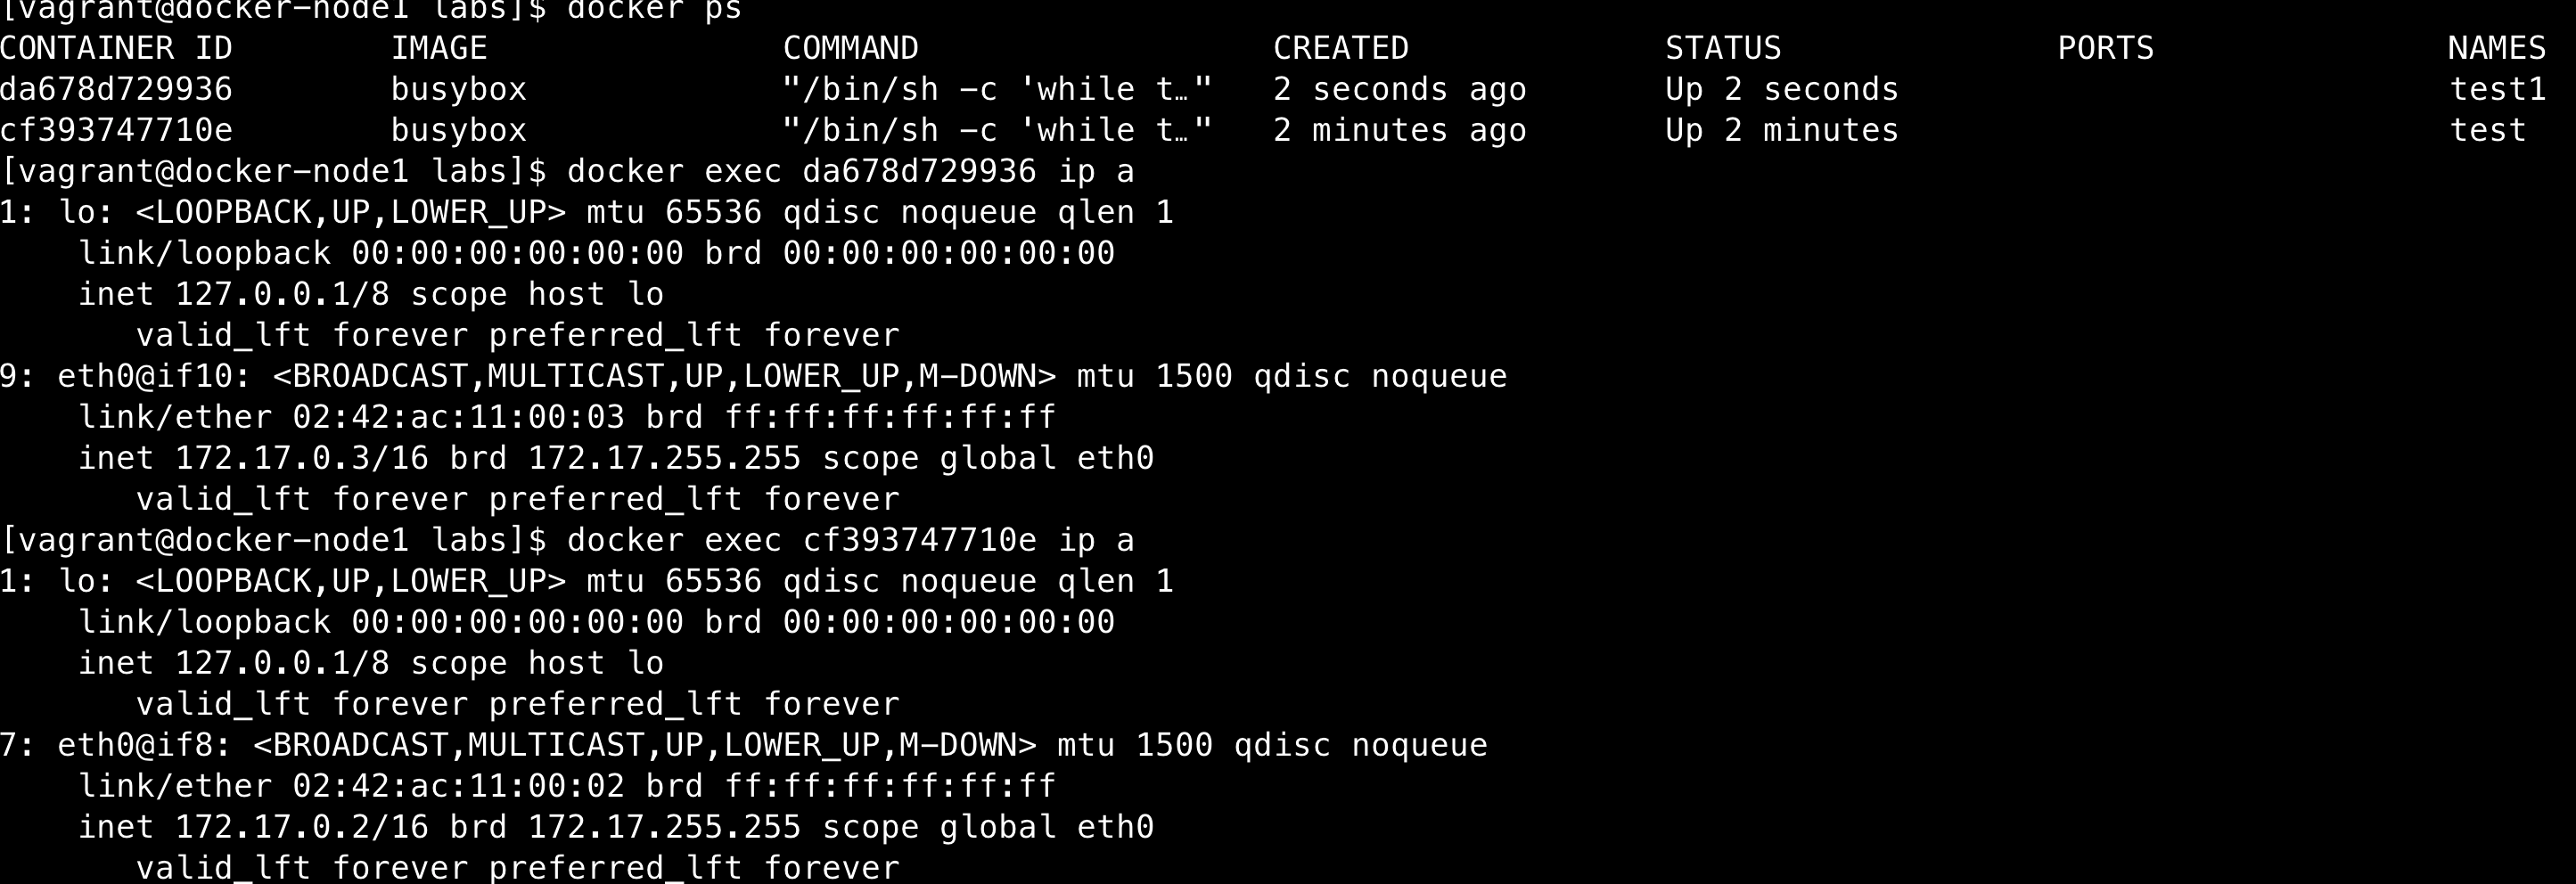 [vagrant@docker-node1 labs]$ docker ps
CONTAINER ID        IMAGE               COMMAND                  CREATED             STATUS              PORTS               NAMES
da678d729936        busybox             "/bin/sh -c 'while t…"   2 seconds ago       Up 2 seconds                            test1
cf393747710e        busybox             "/bin/sh -c 'while t…"   2 minutes ago       Up 2 minutes                            test
[vagrant@docker-node1 labs]$ docker exec da678d729936 ip a
1: lo: <LOOPBACK,UP,LOWER_UP> mtu 65536 qdisc noqueue qlen 1
    link/loopback 00:00:00:00:00:00 brd 00:00:00:00:00:00
    inet 127.0.0.1/8 scope host lo
       valid_lft forever preferred_lft forever
9: eth0@if10: <BROADCAST,MULTICAST,UP,LOWER_UP,M-DOWN> mtu 1500 qdisc noqueue
    link/ether 02:42:ac:11:00:03 brd ff:ff:ff:ff:ff:ff
    inet 172.17.0.3/16 brd 172.17.255.255 scope global eth0
       valid_lft forever preferred_lft forever
[vagrant@docker-node1 labs]$ docker exec cf393747710e ip a
1: lo: <LOOPBACK,UP,LOWER_UP> mtu 65536 qdisc noqueue qlen 1
    link/loopback 00:00:00:00:00:00 brd 00:00:00:00:00:00
    inet 127.0.0.1/8 scope host lo
       valid_lft forever preferred_lft forever
7: eth0@if8: <BROADCAST,MULTICAST,UP,LOWER_UP,M-DOWN> mtu 1500 qdisc noqueue
    link/ether 02:42:ac:11:00:02 brd ff:ff:ff:ff:ff:ff
    inet 172.17.0.2/16 brd 172.17.255.255 scope global eth0
       valid_lft forever preferred_lft forever